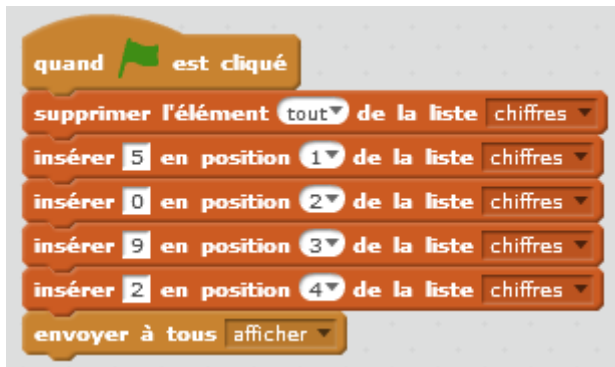 quand est cliqué
supprimer l'élément tout de la liste chiffres
insérer 5 en position 1 de la liste chiffres
insérer 0 en position 2 de la liste chiffres
insérer 9 en position 3 de la liste chiffres
insérer 2 en position 4 de la liste chiffres
envoyer à tous afficher